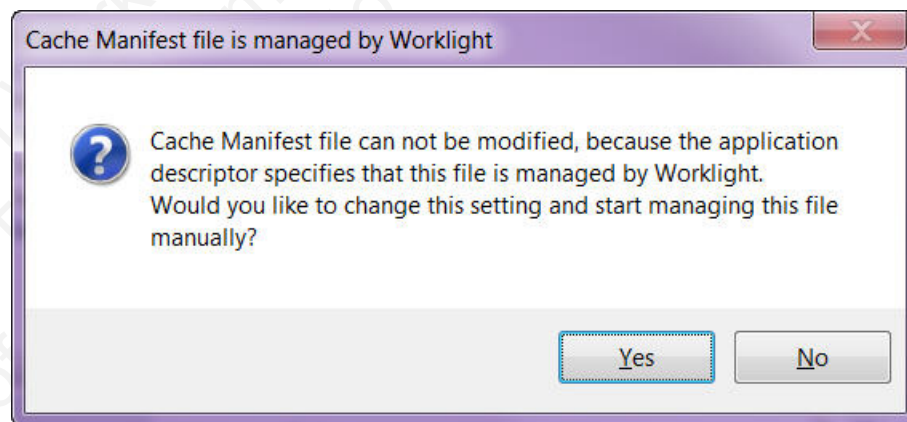 Cache Manifest file is managed by Worklight
Cache Manifest file can not be modified, because the application
descriptor specifies that this file is managed by Worklight.
Would you like to change this setting and start managing this file
manually?
Yes
No